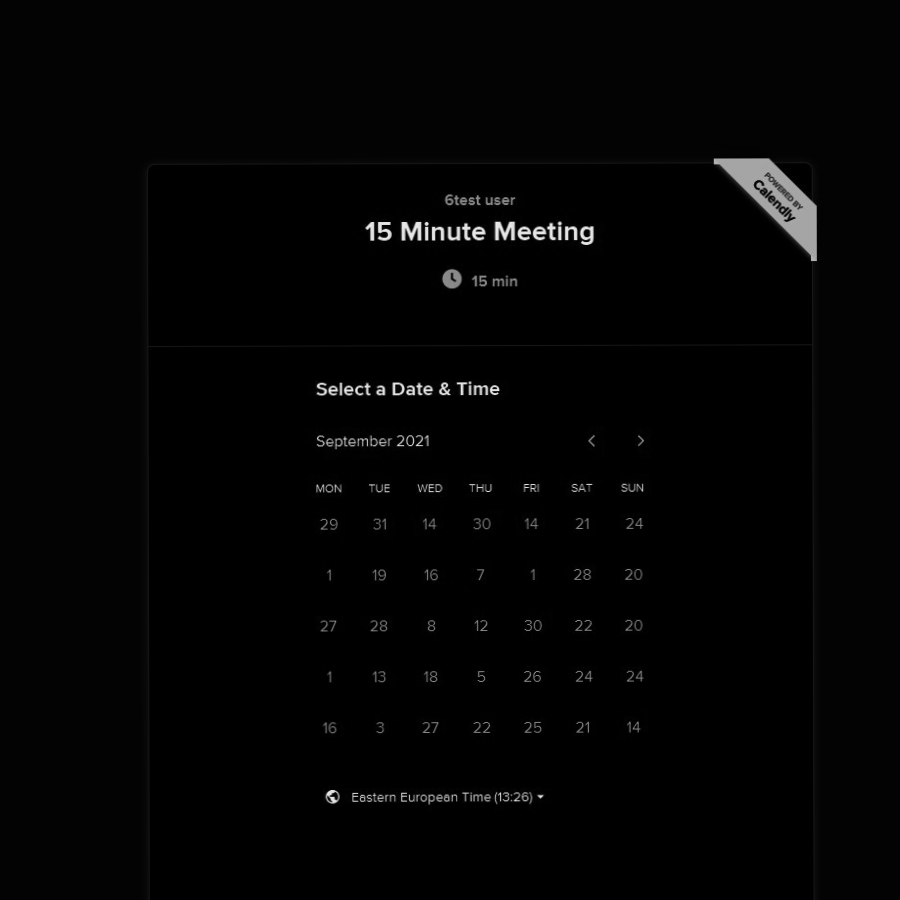 POWERED BY
Calendly
6test user
15 Minute Meeting
15 min
Select a Date & Time
September 2021
MON TUE WED THU FRI SAT SUN
29 31 14 30 14 21 24
1 19 16 7 1 28 20
27 28 8 12 30 22 20
1 13 18 5 26 24 24
16 3 27 22 25 21 14
Eastern European Time (13:26)